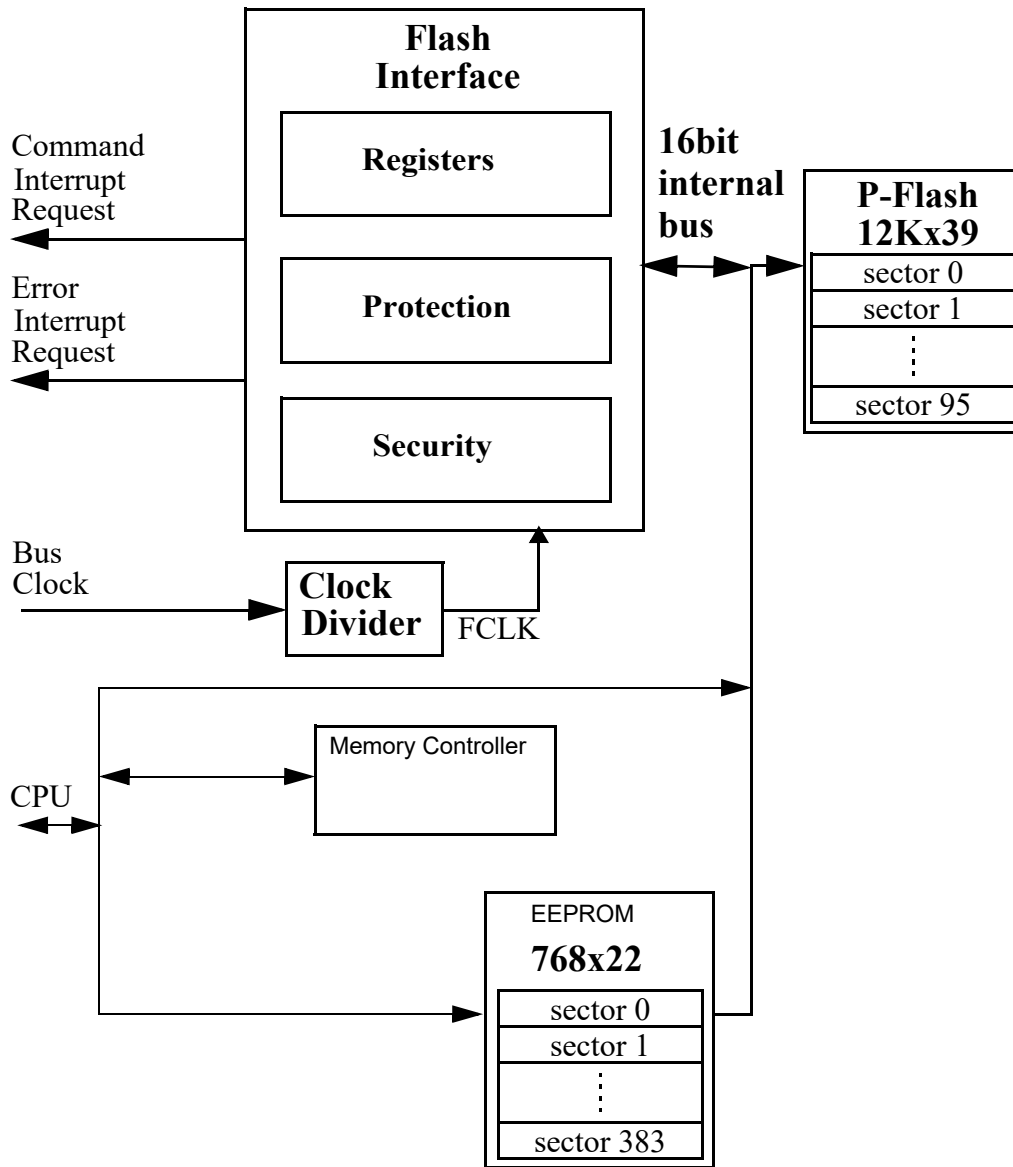 Flash
Interface
Registers
Protection
Security
Command
Interrupt
Request
Error
Interrupt
Request
16bit
internal
bus
P-Flash
12Kx39
sector 0
sector 1
sector 95
Bus
Clock
Clock
Divider
FCLK
Memory Controller
CPU
EEPROM
768x22
sector 0
sector 1
sector 383